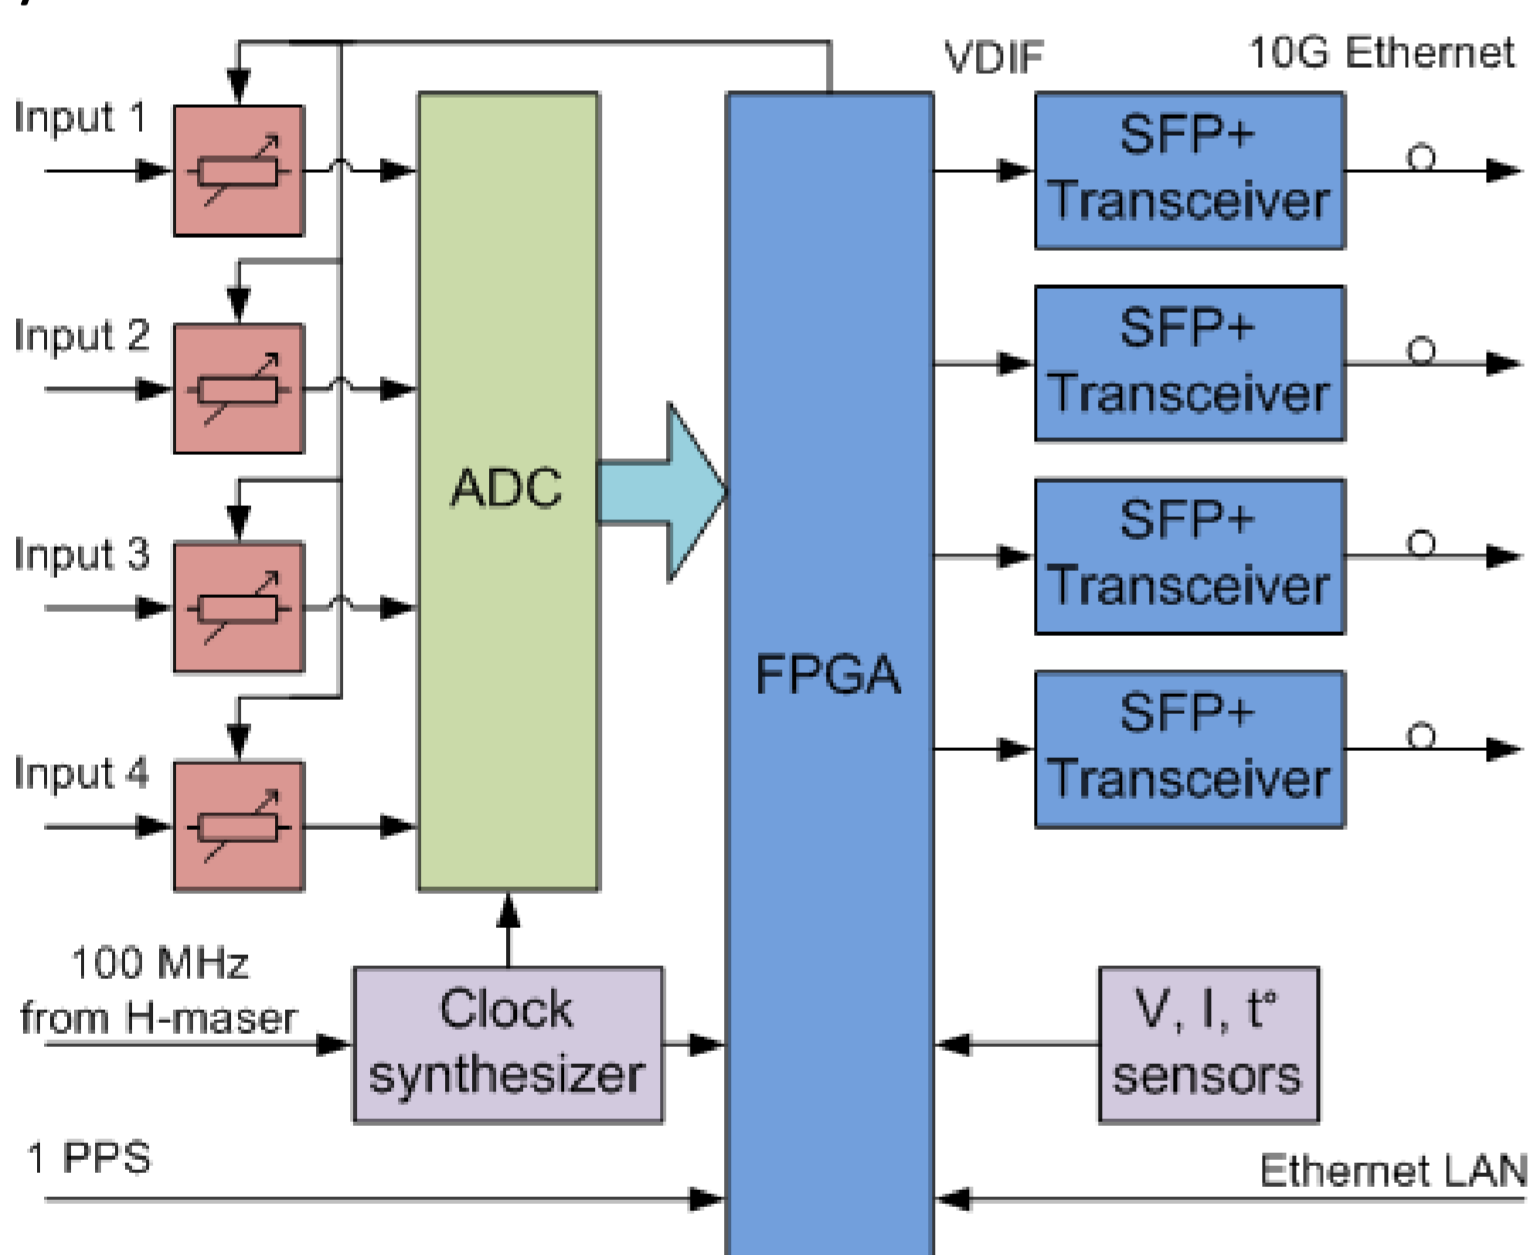 VDIF
10G Ethernet
Input 1
SFP+
Transceiver
Input 2
SFP+
Transceiver
ADC
Input 3
SFP+
Transceiver
FPGA
Input 4
SFP+
Transceiver
100 MHz
from H-maser
Clock
synthesizer
V, I, t°
sensors
1 PPS
Ethernet LAN